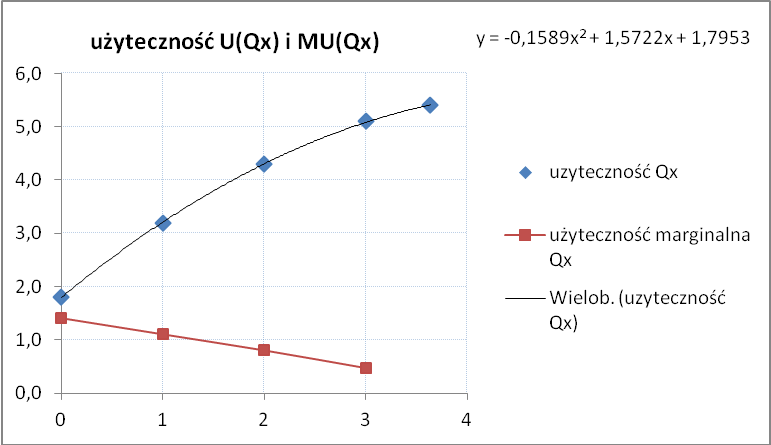 użyteczność U(Qx) i MU(Qx)
y = -0,1589x² + 1,5722x + 1,7953
6,0
5,0
4,0
3,0
2,0
1,0
0,0
0 1 2 3 4
uzyteczność Qx
użyteczność marginalna
Qx
Wielob. (uzyteczność
Qx)